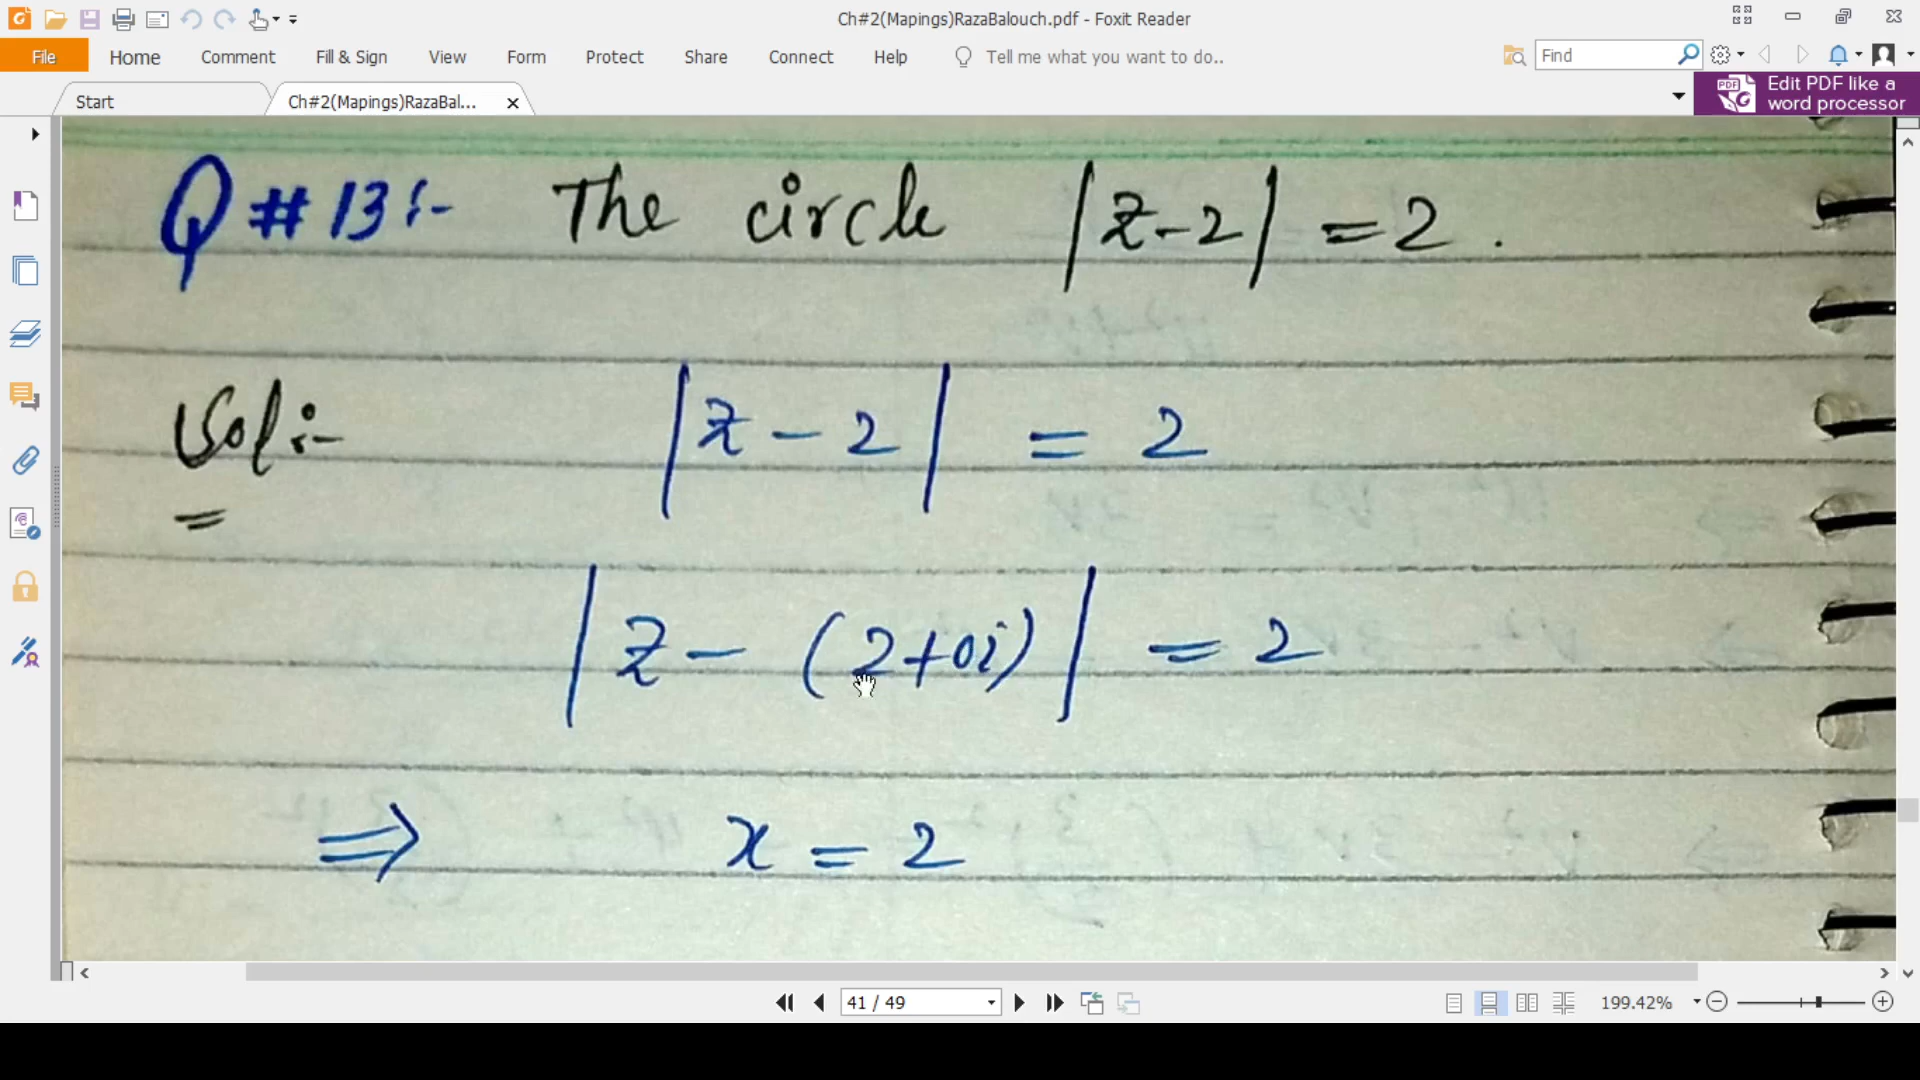 Ch#2(Mapings)RazaBalouch.pdf - Foxit Reader
File Home Comment Fill & Sign View Form Protect Share Connect Help Tell me what you want to do.. Find
Start Ch#2(Mapings)RazaBal... Edit PDF like a
word processor
Q # 13 :- The circle |z-2| = 2 .
Sol :- |z - 2| = 2
|z - (2+0i)| = 2
⇒ x = 2
41 / 49 199.42%